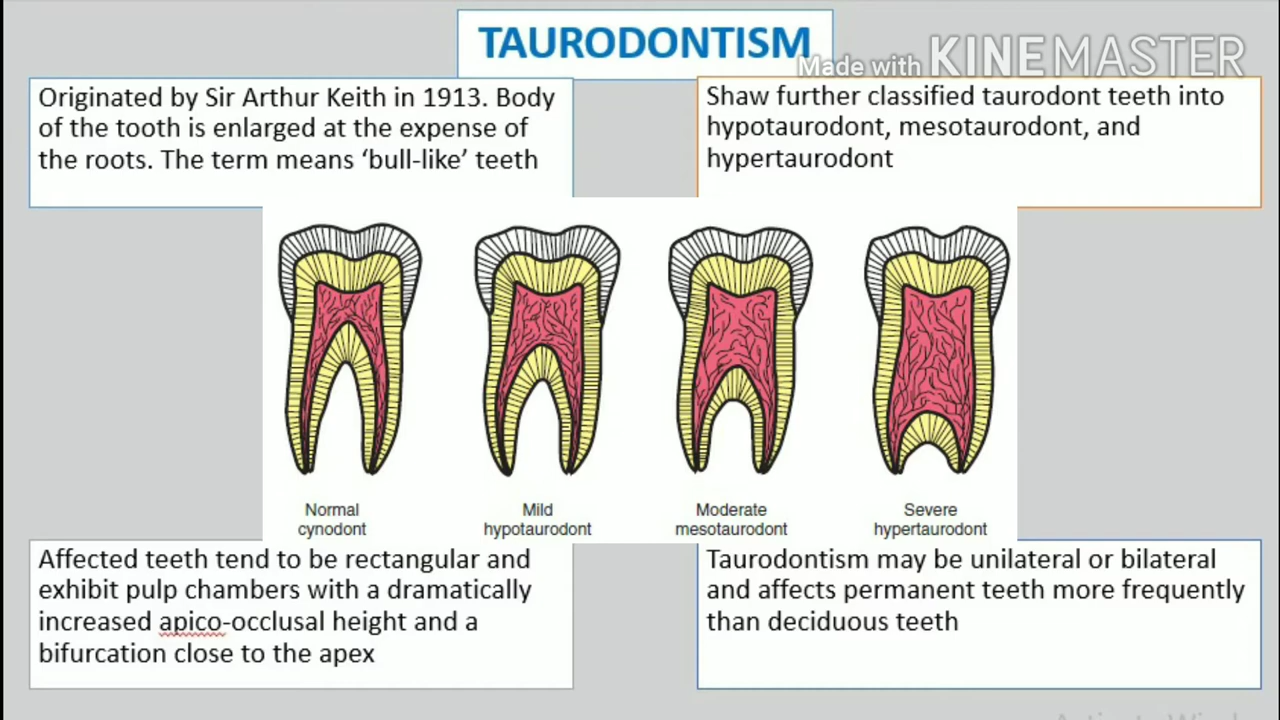 TAURODONTISM
Made with KINEMASTER
Originated by Sir Arthur Keith in 1913. Body
of the tooth is enlarged at the expense of
the roots. The term means ‘bull-like’ teeth
Shaw further classified taurodont teeth into
hypotaurodont, mesotaurodont, and
hypertaurodont
Normal
cynodont
Mild
hypotaurodont
Moderate
mesotaurodont
Severe
hypertaurodont
Affected teeth tend to be rectangular and
exhibit pulp chambers with a dramatically
increased apico-occlusal height and a
bifurcation close to the apex
Taurodontism may be unilateral or bilateral
and affects permanent teeth more frequently
than deciduous teeth